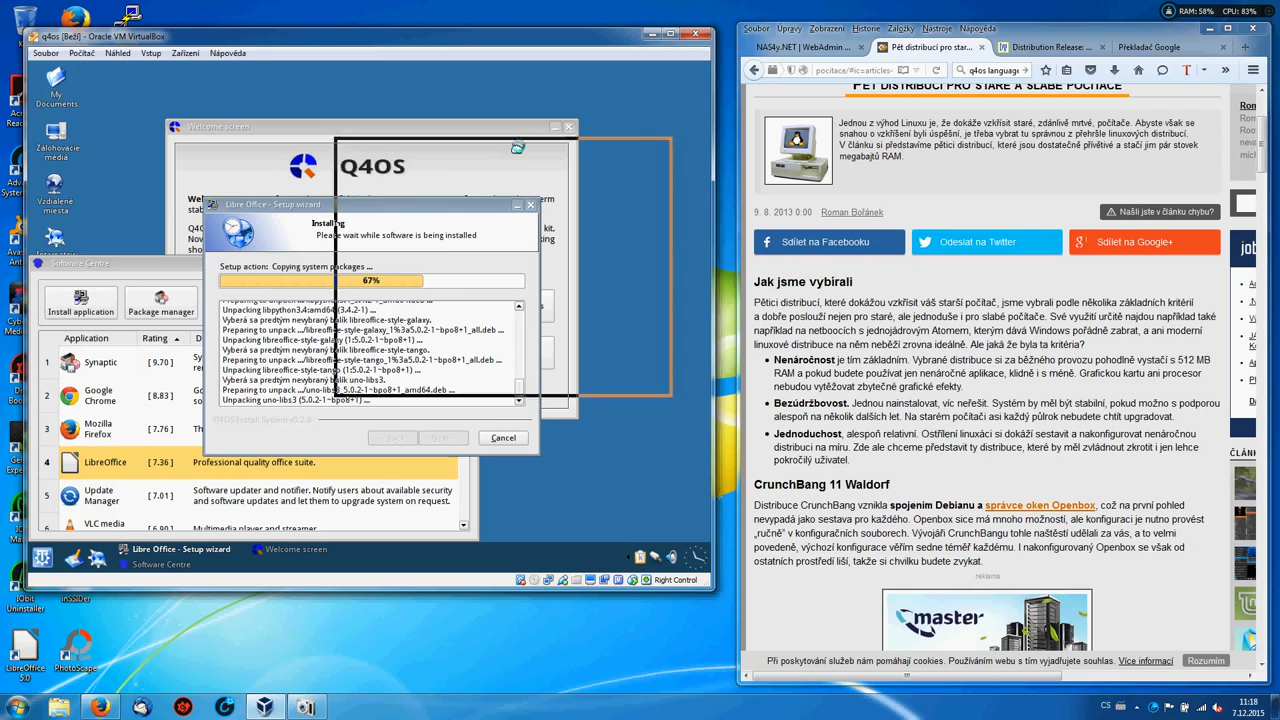 RAM: 58%
CPU: 83%
q4os [Beží] - Oracle VM VirtualBox
Soubor
Počítač
Náhled
Vstup
Zařízení
Nápověda
My
Documents
Zálohovacie
média
Vzdialené
miesta
Welcome screen
Q4OS
Libre Office - Setup wizard
Installing
Please wait while software is being installed
Setup action: Copying system packages ...
67%
Unpacking libpython3.4:amd64 (3.4.2-1) ...
Vyberá sa predtým nevybraný balík libreoffice-style-galaxy.
Preparing to unpack .../libreoffice-style-galaxy_1%3a5.0.2-1~bpo8+1_all.deb ...
Unpacking libreoffice-style-galaxy (1:5.0.2-1~bpo8+1) ...
Vyberá sa predtým nevybraný balík libreoffice-style-tango.
Preparing to unpack .../libreoffice-style-tango_1%3a5.0.2-1~bpo8+1_all.deb ...
Unpacking libreoffice-style-tango (1:5.0.2-1~bpo8+1) ...
Vyberá sa predtým nevybraný balík uno-libs3.
Preparing to unpack .../uno-libs3_5.0.2-1~bpo8+1_amd64.deb ...
Unpacking uno-libs3 (5.0.2-1~bpo8+1) ...
Q4OS Install System v0.2.8
< Back
Next
Cancel
Software Centre
Install application
Package manager
Application
Rating
1
Synaptic
[ 9.70 ]
2
Google
Chrome
[ 8.83 ]
3
Mozilla
Firefox
[ 7.76 ]
4
LibreOffice
[ 7.36 ]
Professional quality office suite.
5
Update
Manager
[ 7.01 ]
Software updater and notifier. Notify users about available security
and software updates and let them to upgrade system on request.
VLC media
[ 6.90 ]
Multimedia player and streamer.
Libre Office - Setup wizard
Welcome screen
Software Centre
Right Control
IObit
Uninstaller
inSSIDer
LibreOffice
5.0
PhotoScape
Soubor
Úpravy
Zobrazení
Historie
Záložky
Nástroje
Nápověda
NAS4y.NET | WebAdmin ...
Pět distribucí pro star...
Distribution Release: ...
Překladač Google
pocitace/#ic=articles-
q4os language
PĚT DISTRIBUCÍ PRO STARÉ A SLABÉ POČÍTAČE
Jednou z výhod Linuxu je, že dokáže vzkřísit staré, zdánlivě mrtvé, počítače. Abyste však se
snahou o vzkříšení byli úspěšní, je třeba vybrat tu správnou z přehršle linuxových distribucí.
V článku si představíme pětici distribucí, které jsou dostatečně přívětivé a stačí jim pár stovek
megabajtů RAM.
9. 8. 2013 0:00
Roman Bořánek
Našli jste v článku chybu?
Sdílet na Facebooku
Odeslat na Twitter
Sdílet na Google+
Jak jsme vybírali
Pětici distribucí, které dokážou vzkřísit váš starší počítač, jsme vybrali podle několika základních kritérií
a dobře poslouží nejen pro staré, ale jednoduše i pro slabé počítače. Své využití určitě najdou například také
například na netboocích s jednojádrovým Atomem, kterým dává Windows pořádně zabrat, a ani moderní
linuxové distribuce na něm neběží zrovna ideálně. Ale jaká že byla ta kritéria?
Nenáročnost je tím základním. Vybrané distribuce si za běžného provozu pohodlně vystačí s 512 MB
RAM a pokud budete používat jen nenáročné aplikace, klidně i s méně. Grafickou kartu ani procesor
nebudou vytěžovat zbytečné grafické efekty.
Bezúdržbovost. Jednou nainstalovat, víc neřešit. Systém by měl být stabilní, pokud možno s podporou
alespoň na několik dalších let. Na starém počítači asi každý půlrok nebudete chtít upgradovat.
Jednoduchost, alespoň relativní. Ostřílení linuxáci si dokáží sestavit a nakonfigurovat nenáročnou
distribuci na míru. Zde ale chceme představit ty distribuce, které by měl zvládnout zkrotit i jen lehce
pokročilý uživatel.
CrunchBang 11 Waldorf
Distribuce CrunchBang vznikla spojením Debianu a správce oken Openbox, což na první pohled
nevypadá jako sestava pro každého. Openbox sice má mnoho možností, ale konfiguraci je nutno provést
„ručně“ v konfiguračních souborech. Vývojáři CrunchBangu tohle naštěstí udělali za vás, a to velmi
povedeně, výchozí konfigurace věřím sedne téměř každému. I nakonfigurovaný Openbox se však od
ostatních prostředí liší, takže si chvilku budete zvykat.
reklama
master
Při poskytování služeb nám pomáhají cookies. Používáním webu s tím vyjadřujete souhlas.
Více informací
Rozumím
ČLÁN
CS
11:18
7.12.2015